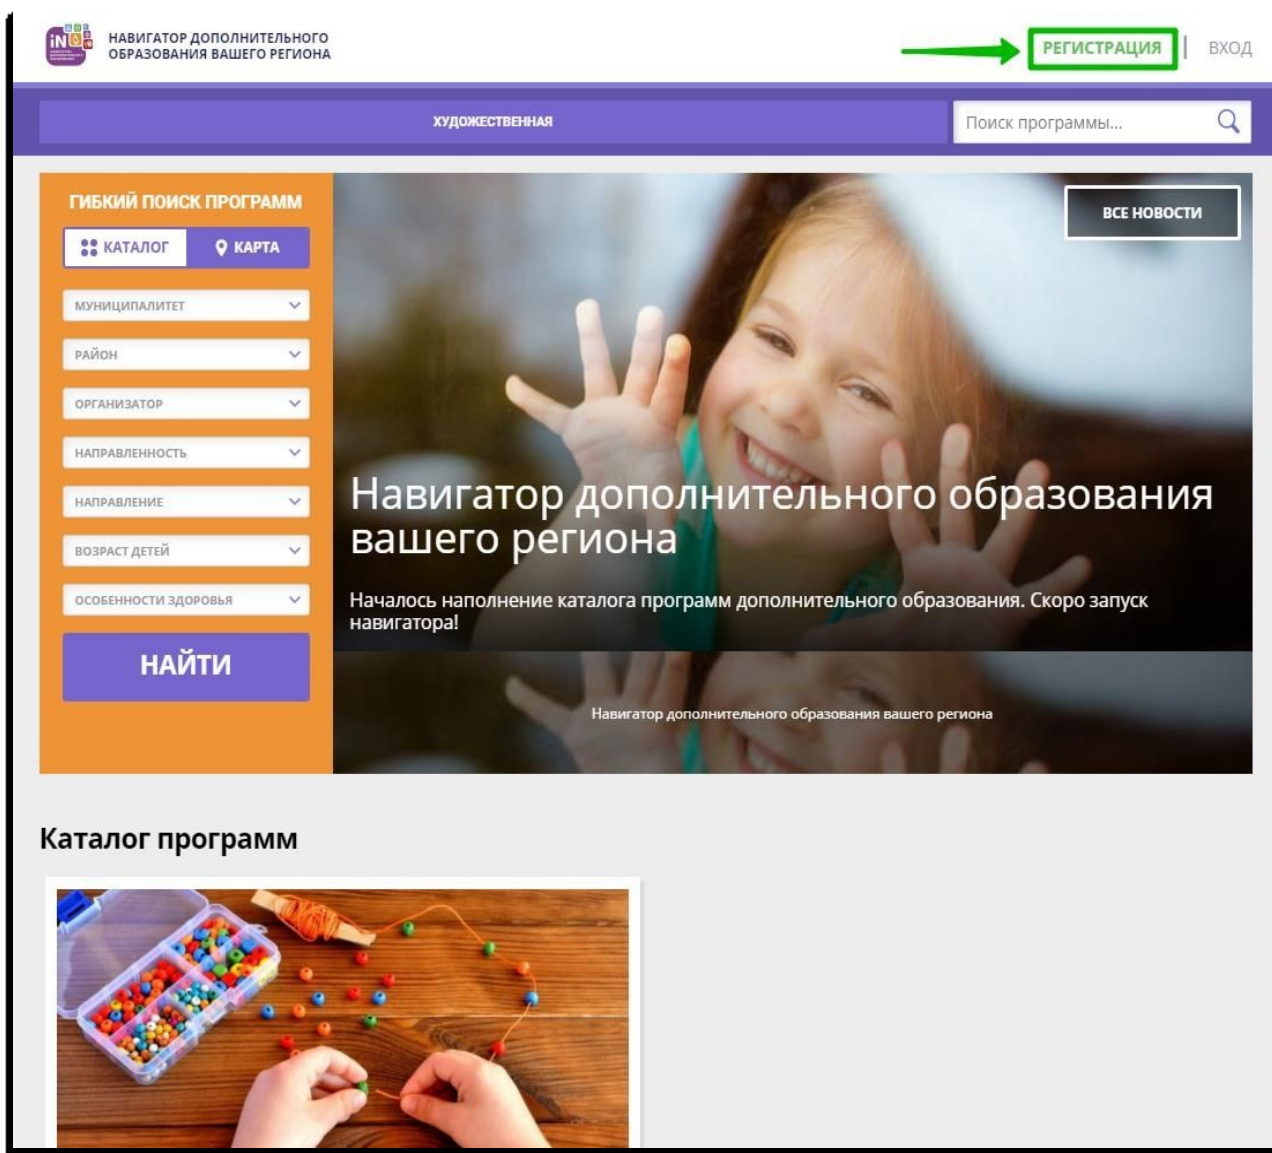 iNO
НАВИГАТОР ДОПОЛНИТЕЛЬНОГО
ОБРАЗОВАНИЯ ВАШЕГО РЕГИОНА
РЕГИСТРАЦИЯ | ВХОД
ХУДОЖЕСТВЕННАЯ
Поиск программы...
ГИБКИЙ ПОИСК ПРОГРАММ
КАТАЛОГ
КАРТА
МУНИЦИПАЛИТЕТ
РАЙОН
ОРГАНИЗАТОР
НАПРАВЛЕННОСТЬ
НАПРАВЛЕНИЕ
ВОЗРАСТ ДЕТЕЙ
ОСОБЕННОСТИ ЗДОРОВЬЯ
НАЙТИ
ВСЕ НОВОСТИ
Навигатор дополнительного образования
вашего региона
Началось наполнение каталога программ дополнительного образования. Скоро запуск
навигатора!
Навигатор дополнительного образования вашего региона
Каталог программ